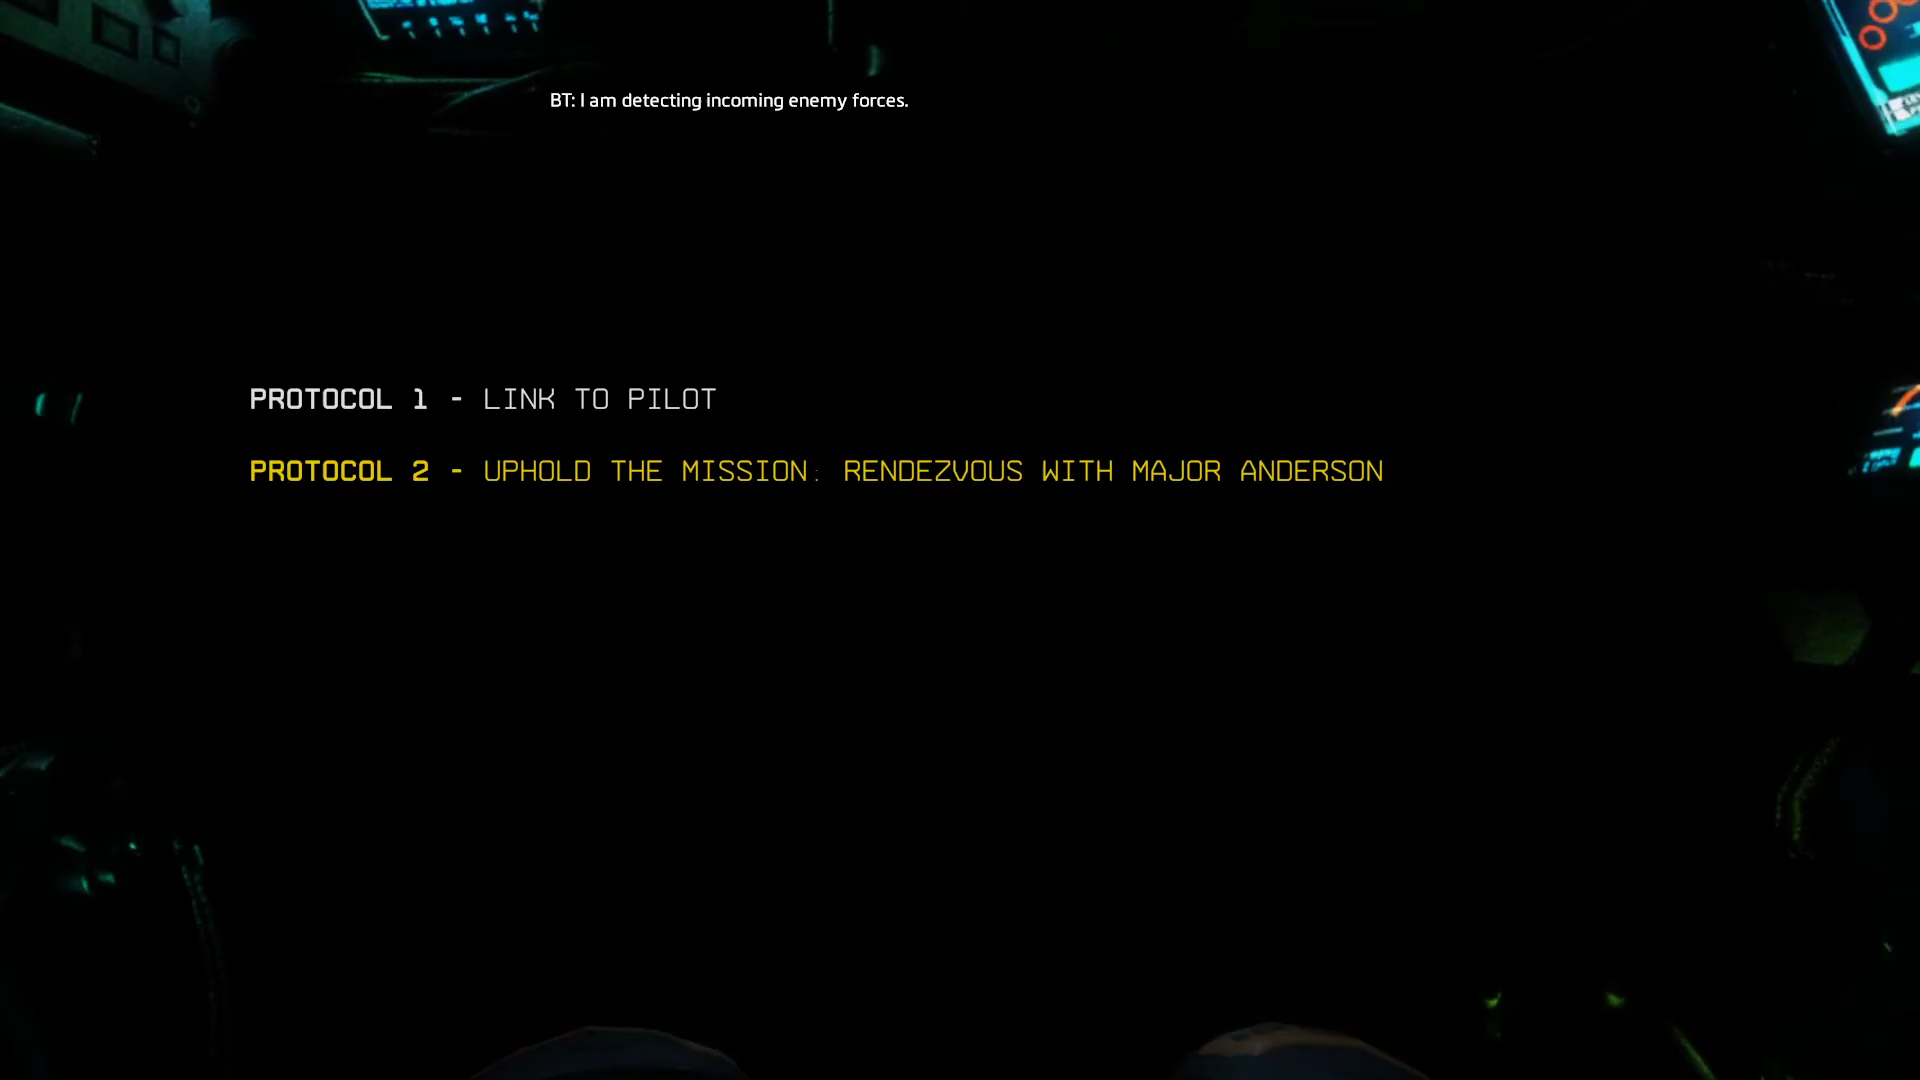 BT: I am detecting incoming enemy forces.
PROTOCOL 1 - LINK TO PILOT
PROTOCOL 2 - UPHOLD THE MISSION: RENDEZVOUS WITH MAJOR ANDERSON